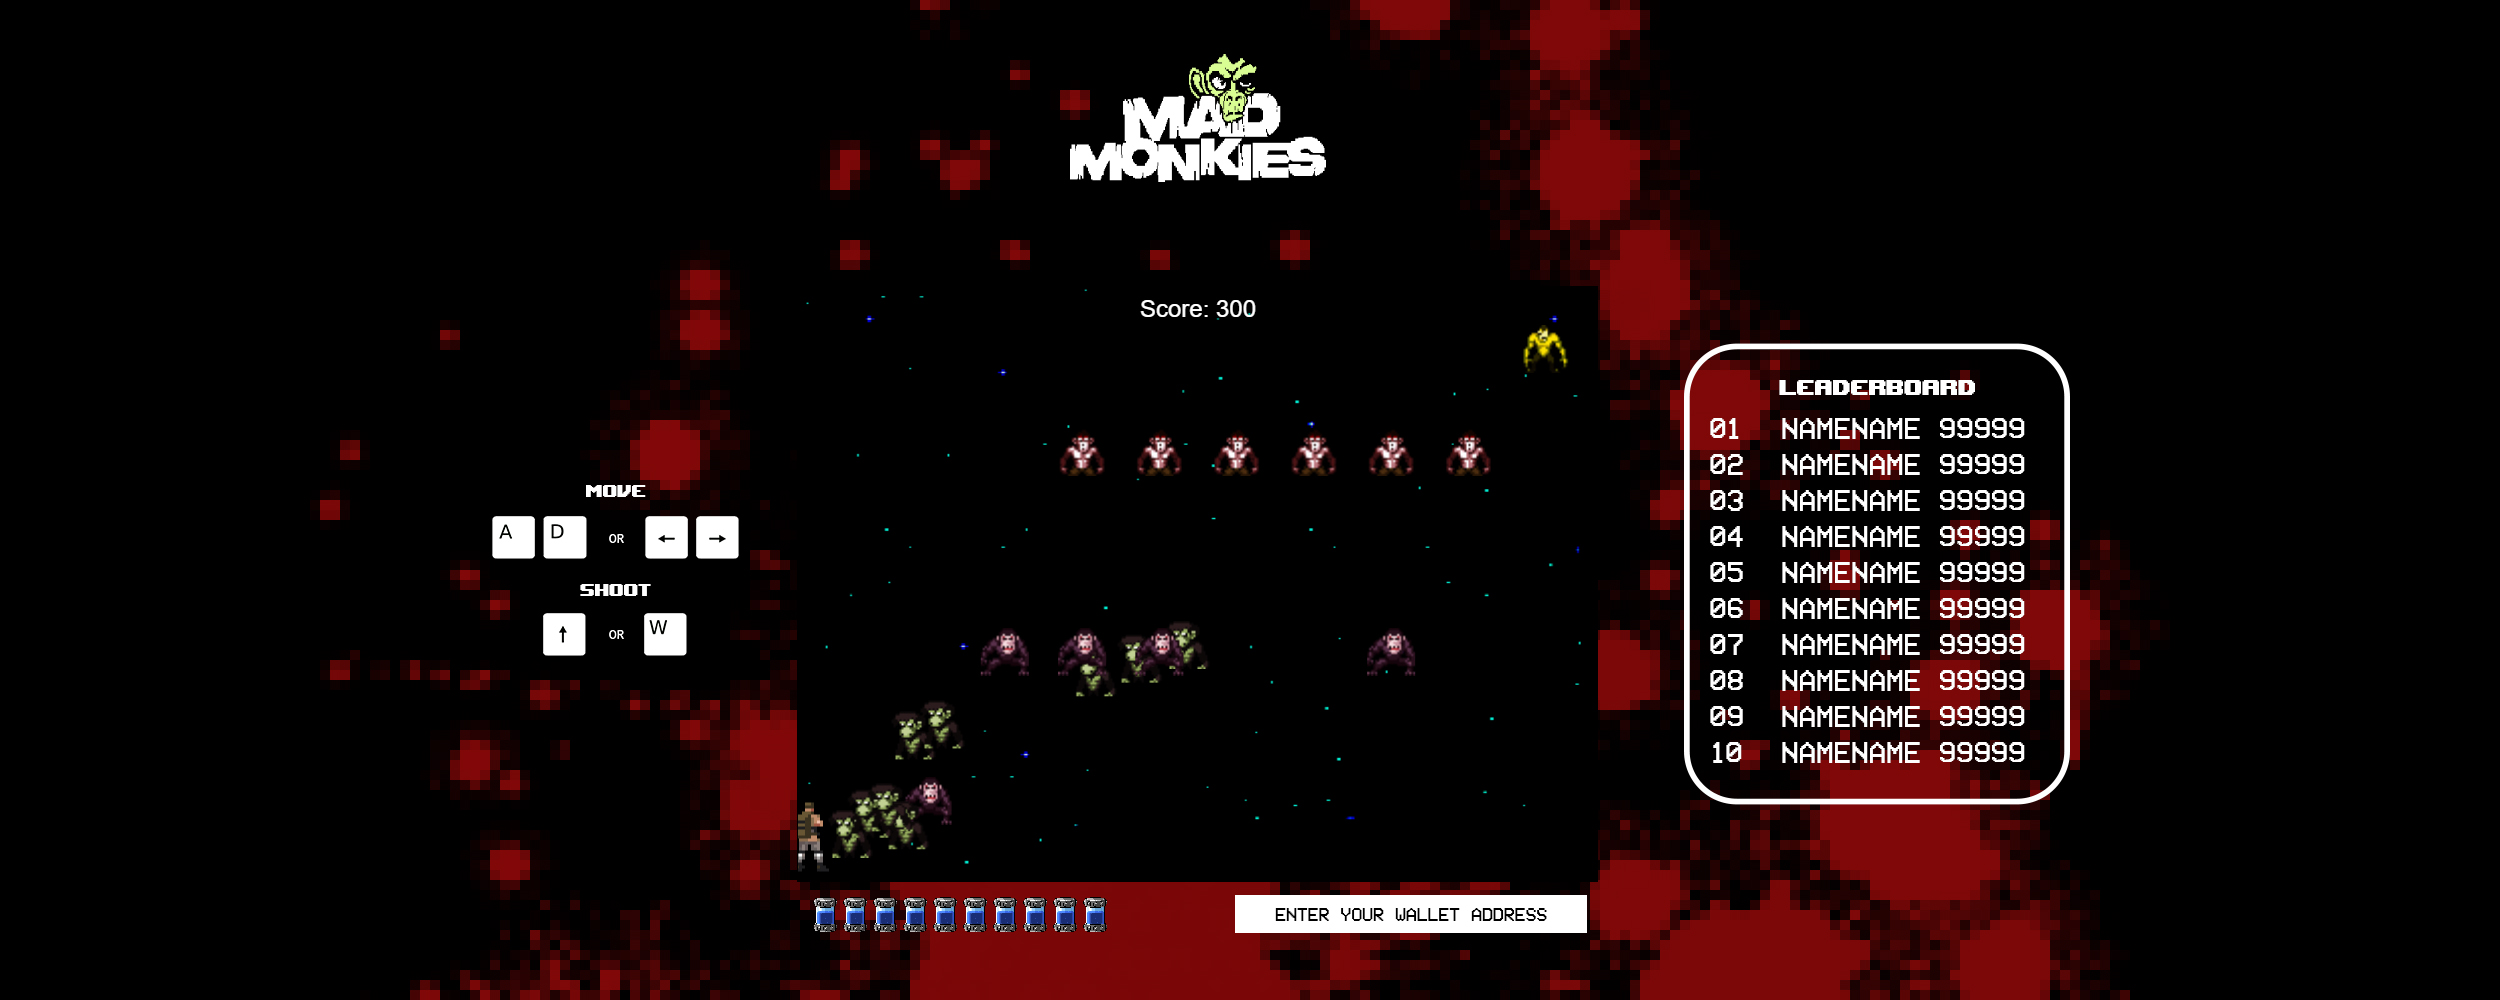 MAD
MONKIES
Score: 300
MOVE
A D OR ← →
SHOOT
↑ OR W
LEADERBOARD
01 NAMENAME 99999
02 NAMENAME 99999
03 NAMENAME 99999
04 NAMENAME 99999
05 NAMENAME 99999
06 NAMENAME 99999
07 NAMENAME 99999
08 NAMENAME 99999
09 NAMENAME 99999
10 NAMENAME 99999
ENTER YOUR WALLET ADDRESS